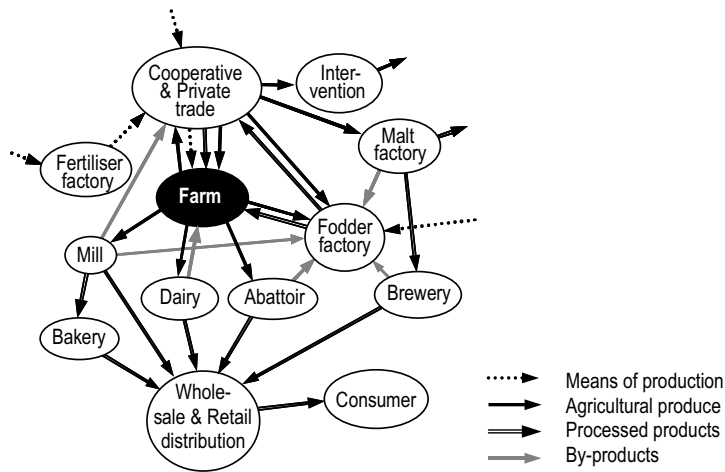 Cooperative
& Private
trade
Inter-
vention
Malt
factory
Fertiliser
factory
Farm
Fodder
factory
Mill
Dairy
Abattoir
Brewery
Bakery
Whole-
sale & Retail
distribution
Consumer
Means of production
Agricultural produce
Processed products
By-products